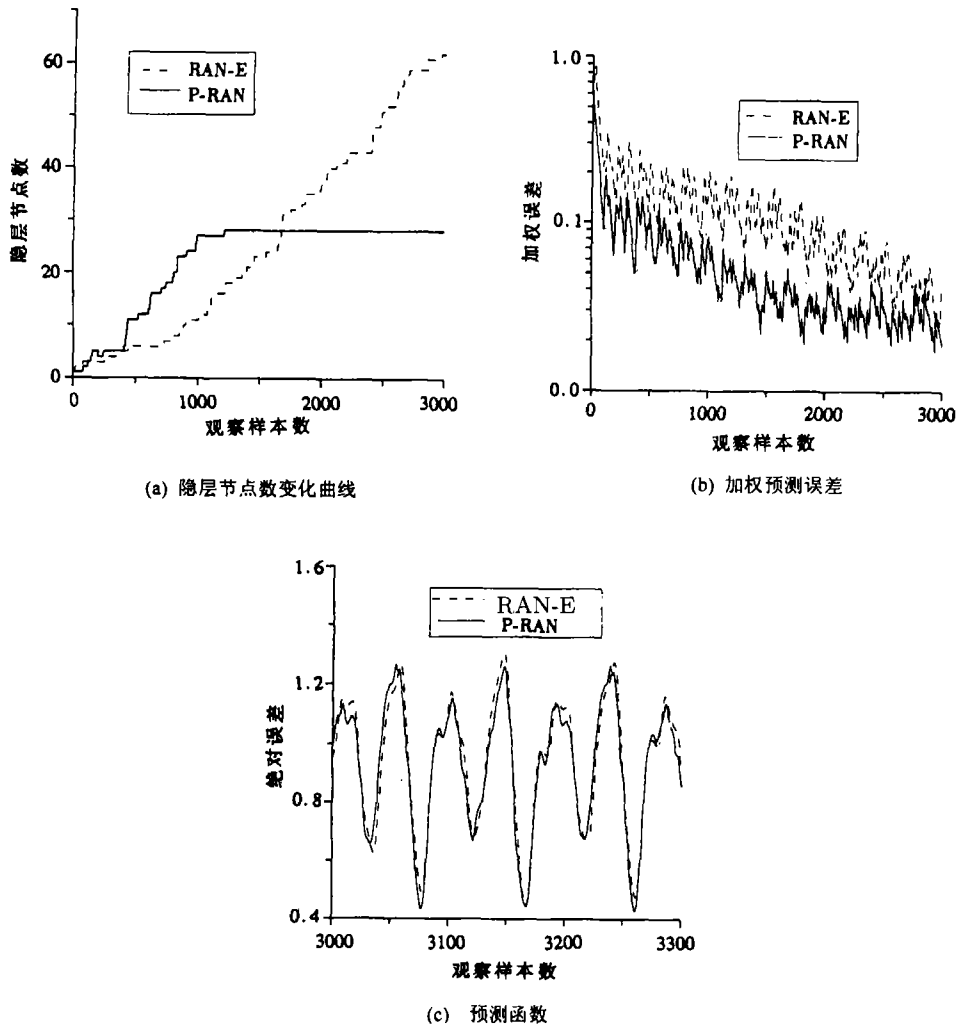 60
40
20
0
隐层节点数
RAN-E
P-RAN
0
1000
2000
3000
观察样本数
(a) 隐层节点数变化曲线
1.0
0.1
0.0
加权误差
RAN-E
P-RAN
0
1000
2000
3000
观察样本数
(b) 加权预测误差
1.6
1.2
0.8
0.4
绝对误差
RAN-E
P-RAN
3000
3100
3200
3300
观察样本数
(c) 预测函数